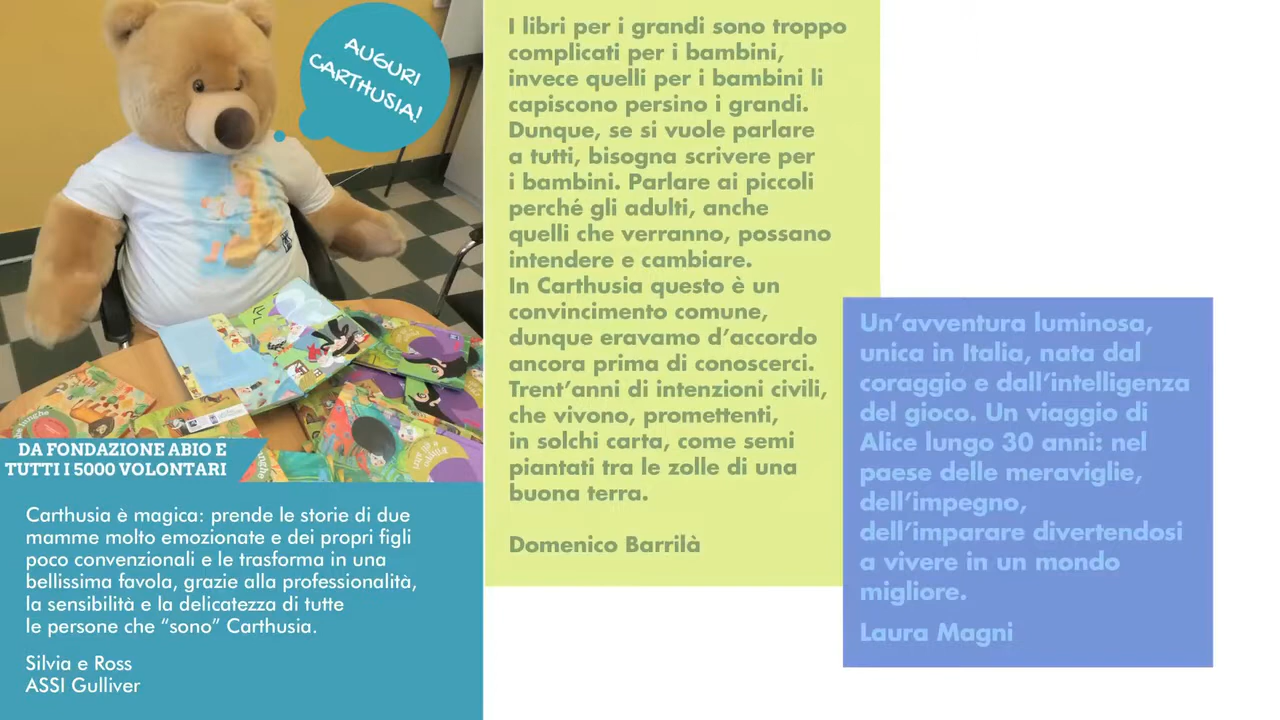 AUGURI
CARTHUSIA!
DA FONDAZIONE ABIO E
TUTTI I 5000 VOLONTARI
Carthusia è magica: prende le storie di due
mamme molto emozionate e dei propri figli
poco convenzionali e le trasforma in una
bellissima favola, grazie alla professionalità,
la sensibilità e la delicatezza di tutte
le persone che “sono” Carthusia.
Silvia e Ross
ASSI Gulliver
I libri per i grandi sono troppo
complicati per i bambini,
invece quelli per i bambini li
capiscono persino i grandi.
Dunque, se si vuole parlare
a tutti, bisogna scrivere per
i bambini. Parlare ai piccoli
perché gli adulti, anche
quelli che verranno, possano
intendere e cambiare.
In Carthusia questo è un
convincimento comune,
dunque eravamo d’accordo
ancora prima di conoscerci.
Trent’anni di intenzioni civili,
che vivono, promettenti,
in solchi carta, come semi
piantati tra le zolle di una
buona terra.
Domenico Barrilà
Un’avventura luminosa,
unica in Italia, nata dal
coraggio e dall’intelligenza
del gioco. Un viaggio di
Alice lungo 30 anni: nel
paese delle meraviglie,
dell’impegno,
dell’imparare divertendosi
a vivere in un mondo
migliore.
Laura Magni